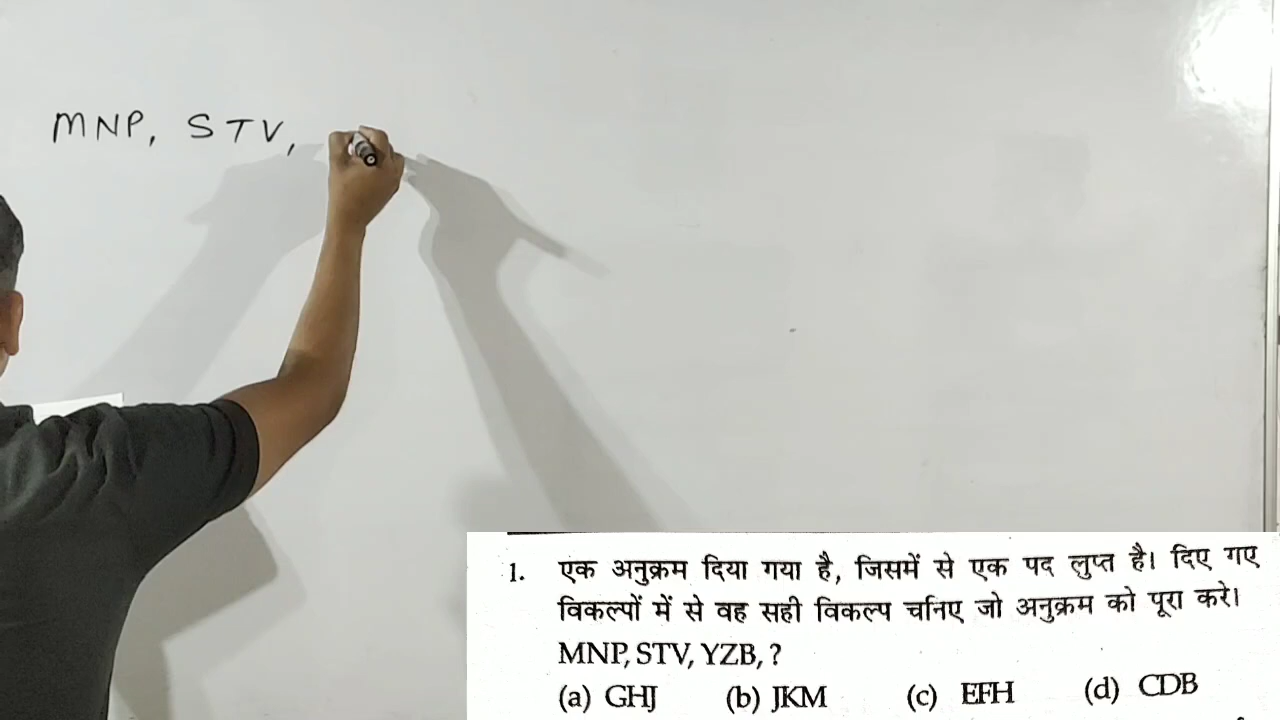 MNP, STV,
1. एक अनुक्रम दिया गया है, जिसमें से एक पद लुप्त है। दिए गए
विकल्पों में से वह सही विकल्प चनिए जो अनुक्रम को पूरा करे।
MNP, STV, YZB, ?
(a) GHJ (b) JKM (c) EFH (d) CDB